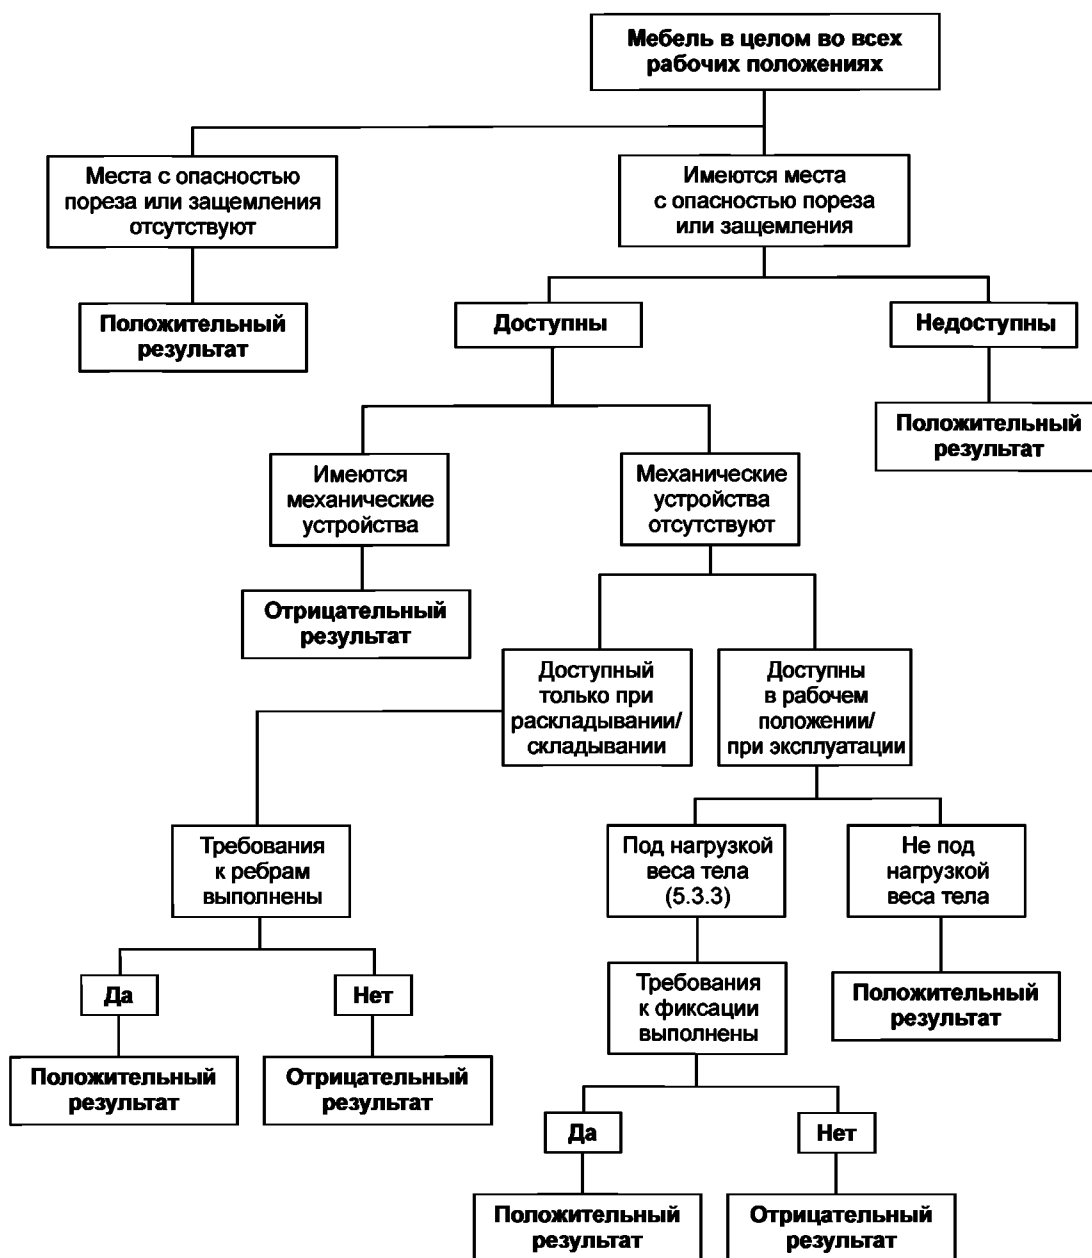 Мебель в целом во всех
рабочих положениях
Места с опасностью
пореза или защемления
отсутствуют
Имеются места
с опасностью пореза
или защемления
Положительный
результат
Доступны
Недоступны
Положительный
результат
Имеются
механические
устройства
Механические
устройства
отсутствуют
Отрицательный
результат
Доступный
только при
раскладывании/
складывании
Доступны
в рабочем
положении/
при эксплуатации
Требования
к ребрам
выполнены
Под нагрузкой
веса тела
(5.3.3)
Не под
нагрузкой
веса тела
Да
Нет
Требования
к фиксации
выполнены
Положительный
результат
Положительный
результат
Отрицательный
результат
Да
Нет
Положительный
результат
Отрицательный
результат